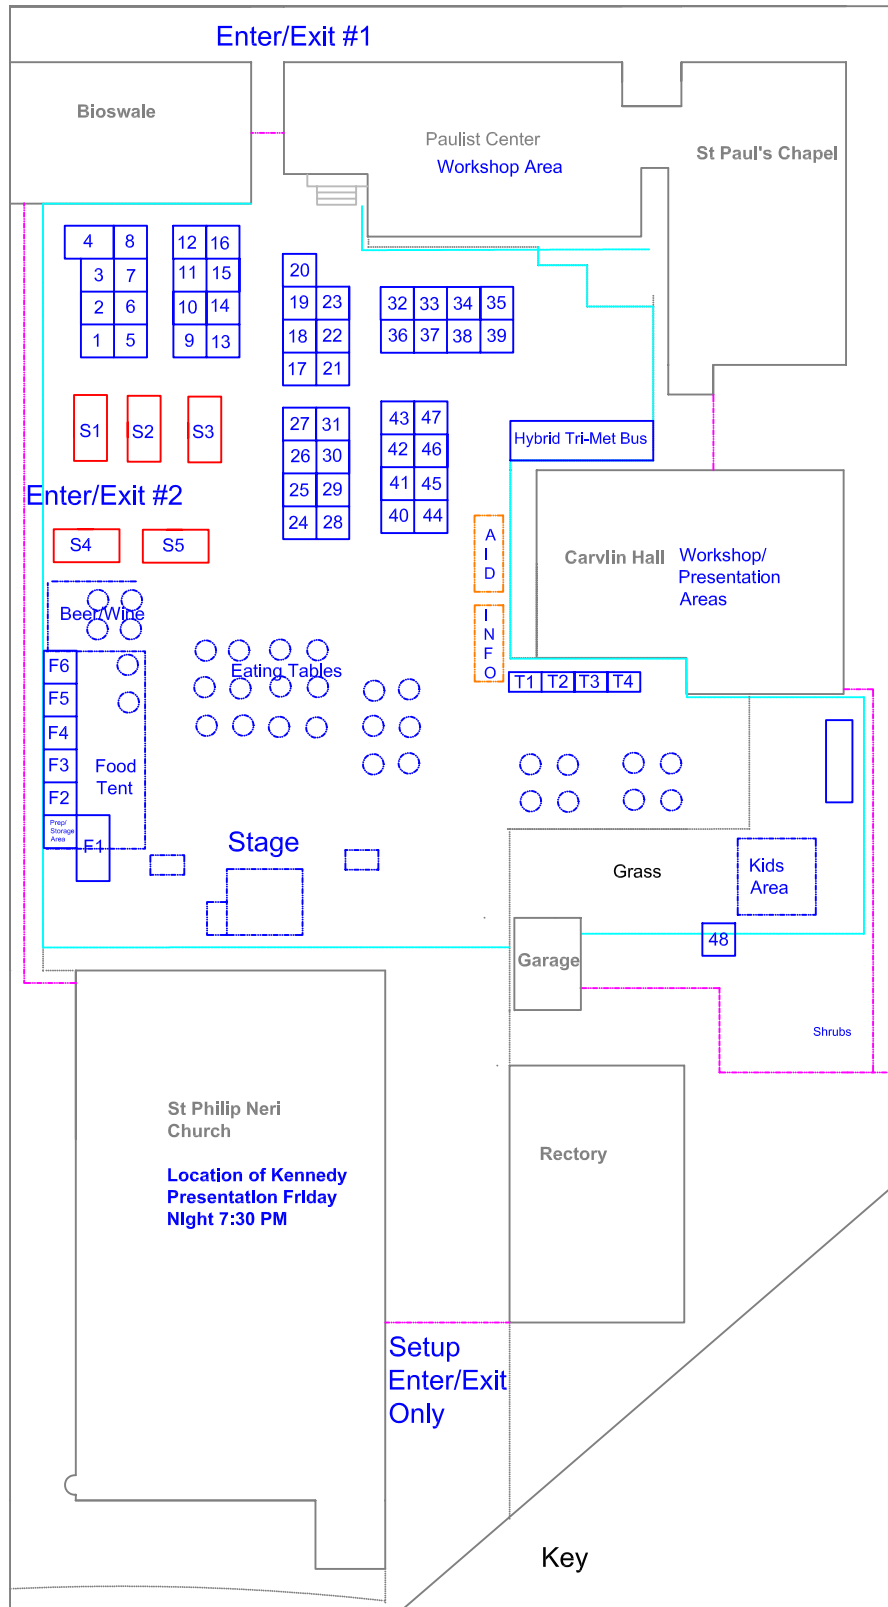 Enter/Exit #1
Bioswale
Paulist Center
Workshop Area
St Paul's Chapel
4 8 12 16
3 7 11 15
2 6 10 14
1 5 9 13
20
19 23
18 22
17 21
32 33 34 35
36 37 38 39
S1 S2 S3
27 31
26 30
25 29
24 28
43 47
42 46
41 45
40 44
Hybrid Tri-Met Bus
Enter/Exit #2
S4 S5
AID
INFO
Carvlin Hall
Workshop/
Presentation
Areas
Beer/Wine
Eating Tables
T1 T2 T3 T4
F6
F5
F4
F3
F2
Food
Tent
Prep/
Storage
Area
F1
Stage
Grass
Kids
Area
48
Garage
Shrubs
St Philip Neri
Church
Location of Kennedy
Presentation Friday
Night 7:30 PM
Rectory
Setup
Enter/Exit
Only
Key